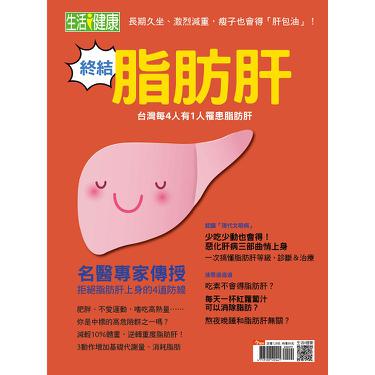 生活健康
長期久坐、激烈減重，瘦子也會得「肝包油」！
終結
脂肪肝
台灣每4人有1人罹患脂肪肝
認識「現代文明病」
少吃少動也會得！
惡化肝病三部曲悄上身
一次搞懂脂肪肝等級、診斷＆治療
吃素不會得脂肪肝？
每天一杯紅蘿蔔汁
可以消除脂肪？
熬夜晚睡和脂肪肝無關？
名醫專家傳授
拒絕脂肪肝上身的4道防線
肥胖、不愛運動、嗜吃高熱量……
你是中標的高危險群之一嗎？
減輕10%體重，逆轉重度脂肪肝！
3動作增加基礎代謝量、消耗脂肪